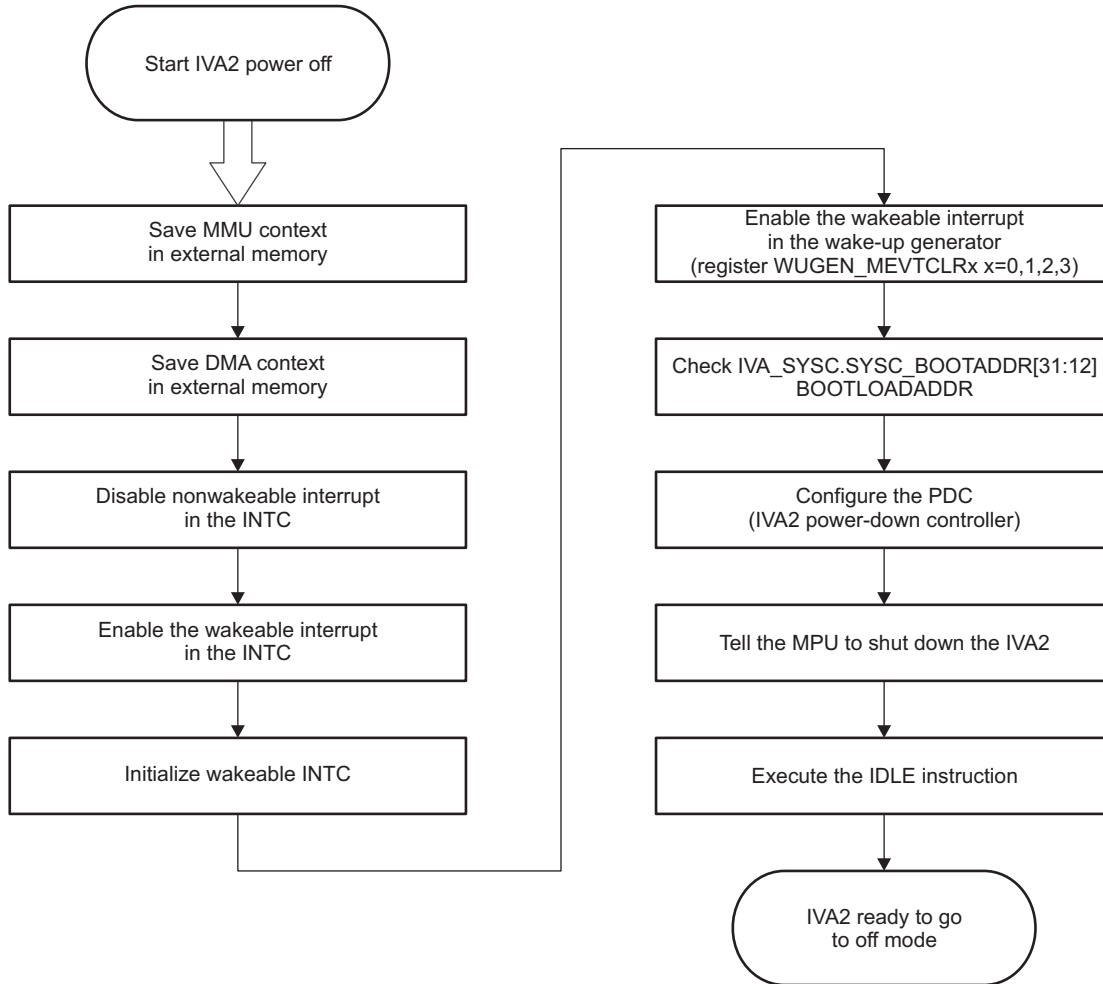 Start IVA2 power off
Save MMU context
in external memory
Save DMA context
in external memory
Disable nonwakeable interrupt
in the INTC
Enable the wakeable interrupt
in the INTC
Initialize wakeable INTC
Enable the wakeable interrupt
in the wake-up generator
(register WUGEN_MEVTCLRx x=0,1,2,3)
Check IVA_SYSC.SYSC_BOOTADDR[31:12]
BOOTLOADADDR
Configure the PDC
(IVA2 power-down controller)
Tell the MPU to shut down the IVA2
Execute the IDLE instruction
IVA2 ready to go
to off mode